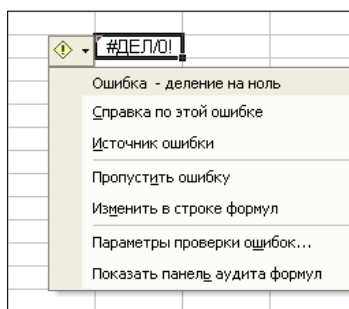 #ДЕЛ/0!
Ошибка - деление на ноль
Справка по этой ошибке
Источник ошибки
Пропустить ошибку
Изменить в строке формул
Параметры проверки ошибок...
Показать панель аудита формул